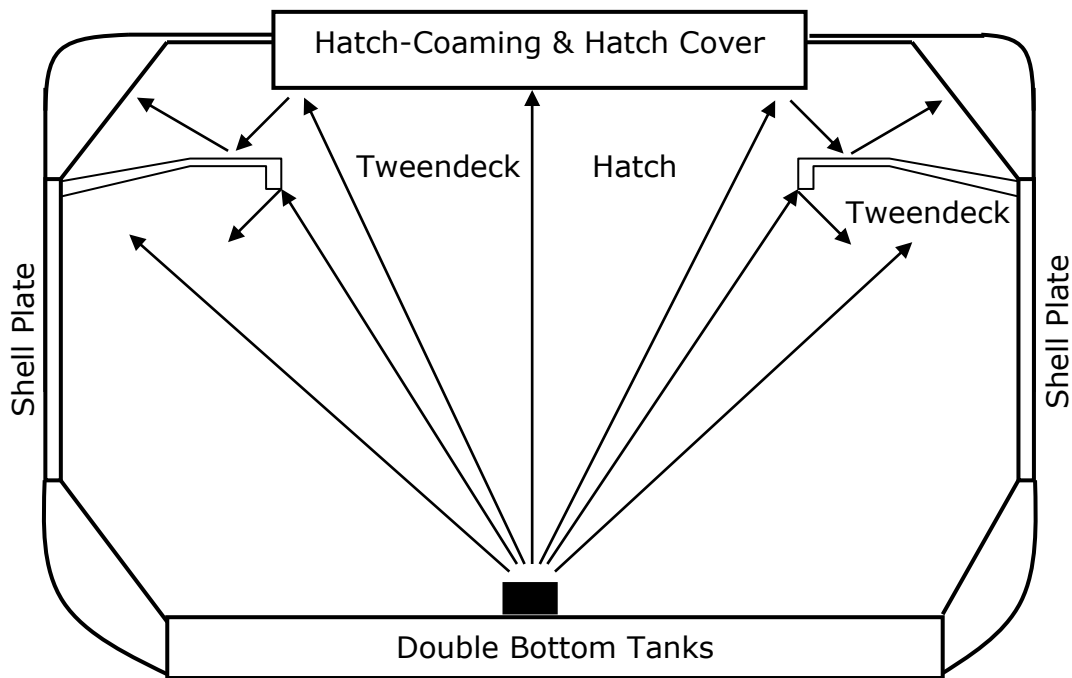 Hatch-Coaming & Hatch Cover
Tweendeck
Hatch
Tweendeck
Shell Plate
Shell Plate
Double Bottom Tanks